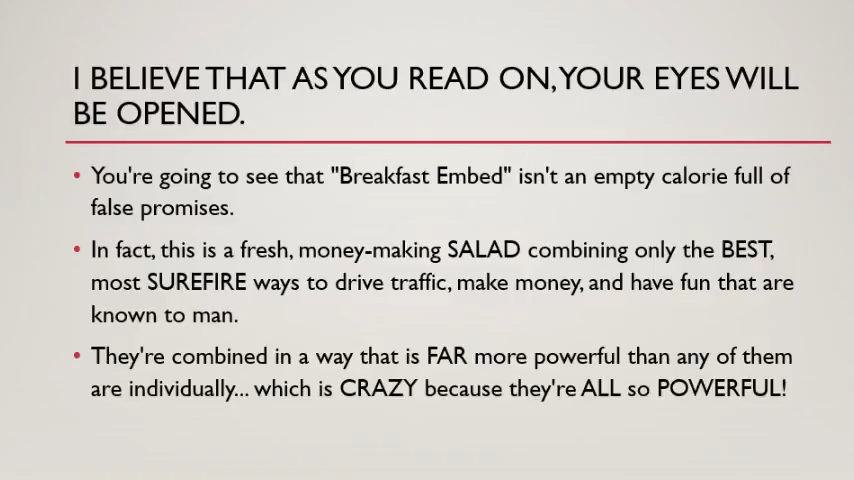 I BELIEVE THAT AS YOU READ ON, YOUR EYES WILL
BE OPENED.
• You're going to see that "Breakfast Embed" isn't an empty calorie full of
false promises.
• In fact, this is a fresh, money-making SALAD combining only the BEST,
most SUREFIRE ways to drive traffic, make money, and have fun that are
known to man.
• They're combined in a way that is FAR more powerful than any of them
are individually... which is CRAZY because they're ALL so POWERFUL!